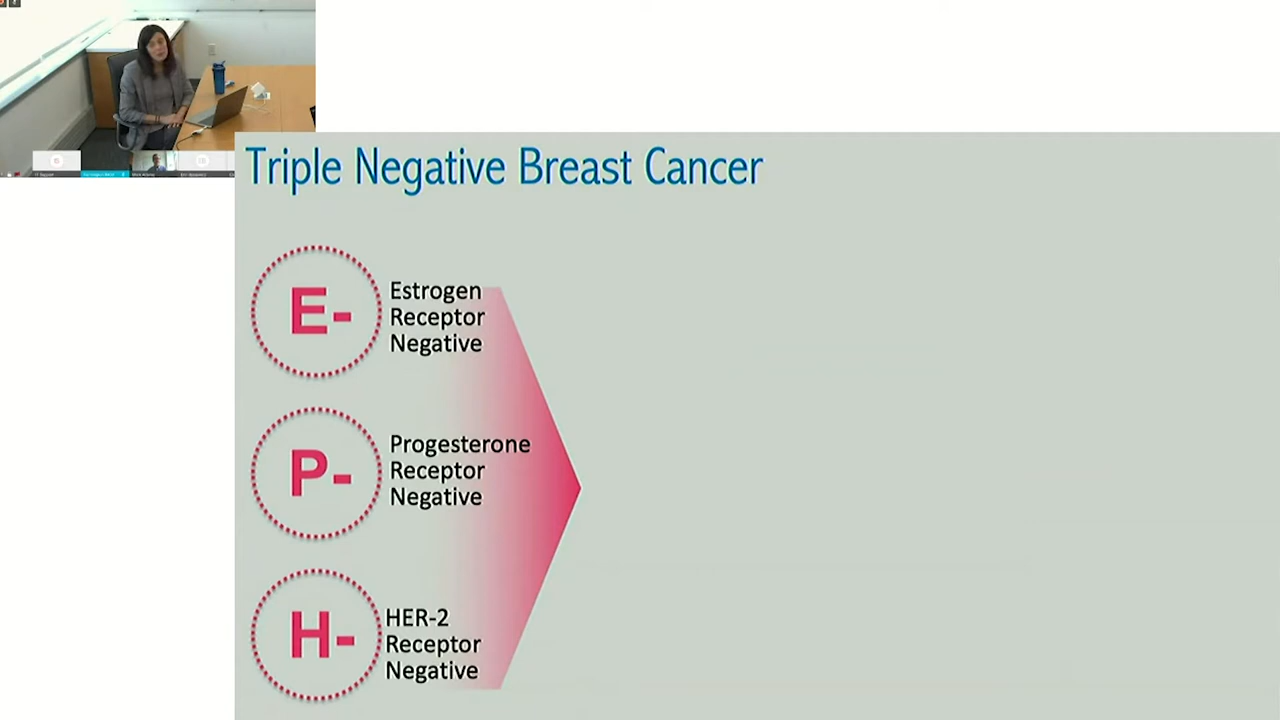 Triple Negative Breast Cancer
E-
Estrogen
Receptor
Negative
P-
Progesterone
Receptor
Negative
H-
HER-2
Receptor
Negative